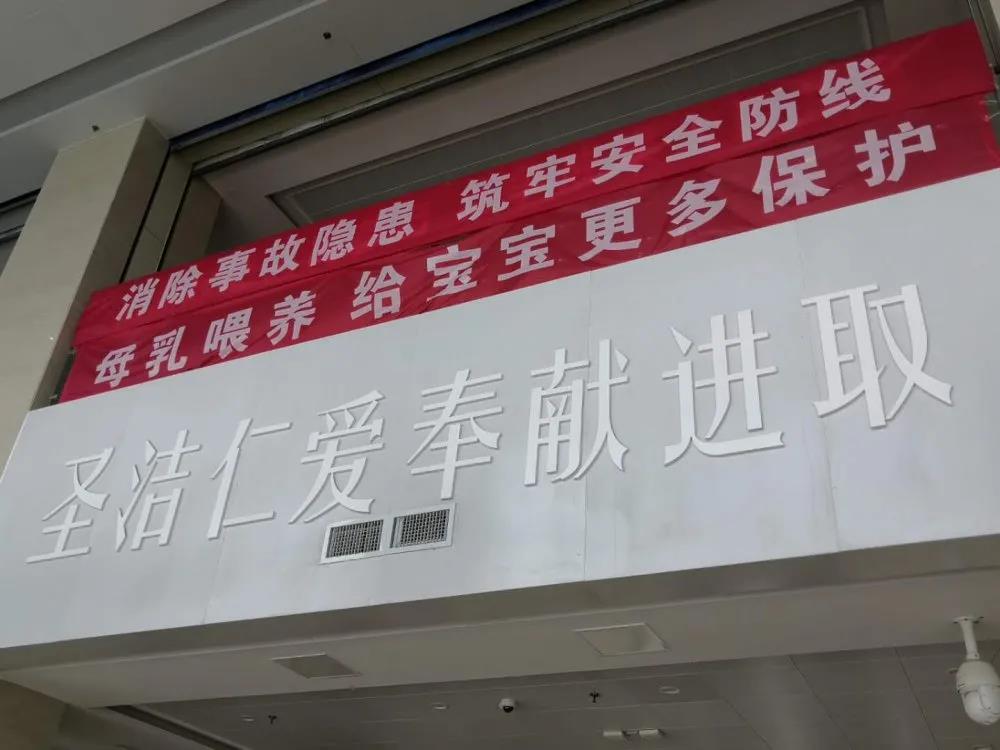 消除事故隐患 筑牢安全防线
母乳喂养 给宝宝更多保护
圣洁仁爱奉献进取